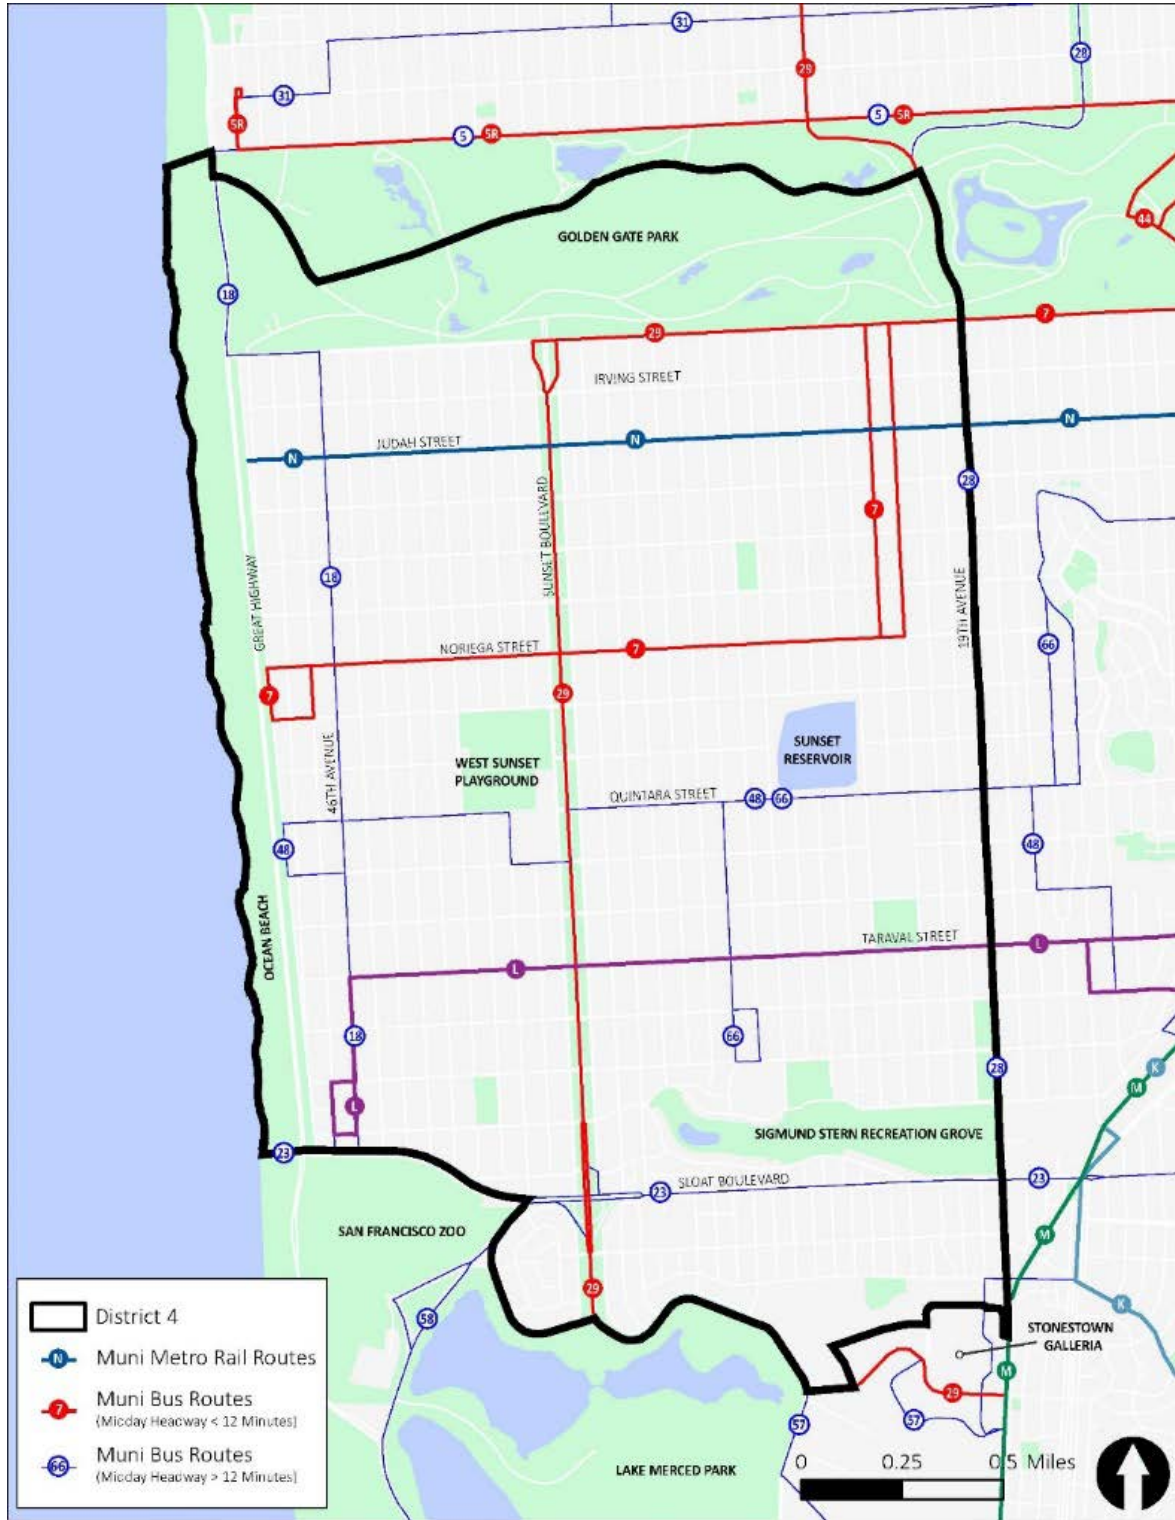 31
28
29
31
5R
5
5R
5
5R
44
GOLDEN GATE PARK
18
7
29
IRVING STREET
JUDAH STREET
N
N
N
SUNSET BOULEVARD
28
7
18
GREAT HIGHWAY
19TH AVENUE
66
NORIEGA STREET
7
7
29
46TH AVENUE
WEST SUNSET
PLAYGROUND
SUNSET
RESERVOIR
QUINTARA STREET
48
66
48
48
OCEAN BEACH
TARAVAL STREET
L
L
18
66
28
K
M
L
SIGMUND STERN RECREATION GROVE
23
SLOAT BOULEVARD
23
23
SAN FRANCISCO ZOO
M
29
K
58
STONESTOWN
GALLERIA
M
29
57
57
LAKE MERCED PARK
District 4
N Muni Metro Rail Routes
7 Muni Bus Routes
(Midday Headway < 12 Minutes)
66 Muni Bus Routes
(Midday Headway > 12 Minutes)
0 0.25 0.5 Miles